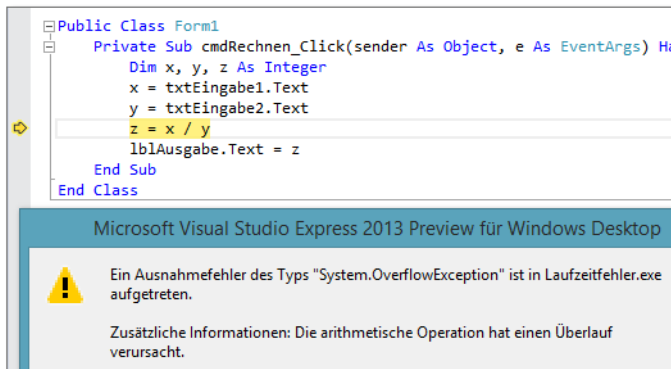 Public Class Form1
Private Sub cmdRechnen_Click(sender As Object, e As EventArgs) Ha
Dim x, y, z As Integer
x = txtEingabe1.Text
y = txtEingabe2.Text
z = x / y
lblAusgabe.Text = z
End Sub
End Class
Microsoft Visual Studio Express 2013 Preview für Windows Desktop
Ein Ausnahmefehler des Typs "System.OverflowException" ist in Laufzeitfehler.exe
aufgetreten.
Zusätzliche Informationen: Die arithmetische Operation hat einen Überlauf
verursacht.